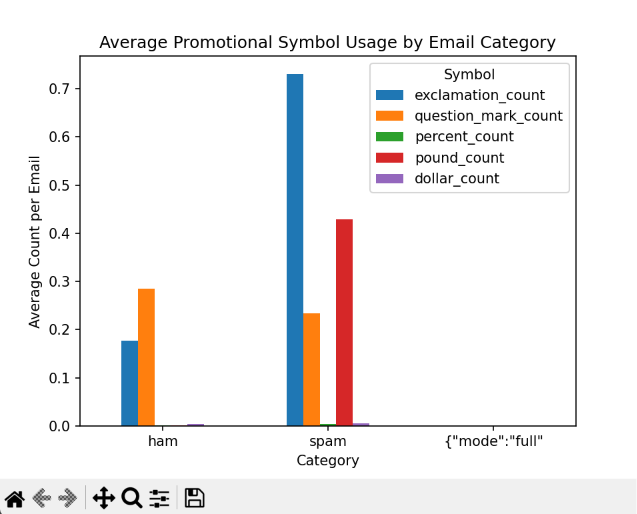 Average Promotional Symbol Usage by Email Category
Symbol
exclamation_count
question_mark_count
percent_count
pound_count
dollar_count
Average Count per Email
0.7
0.6
0.5
0.4
0.3
0.2
0.1
0.0
ham
spam
{"mode":"full"
Category